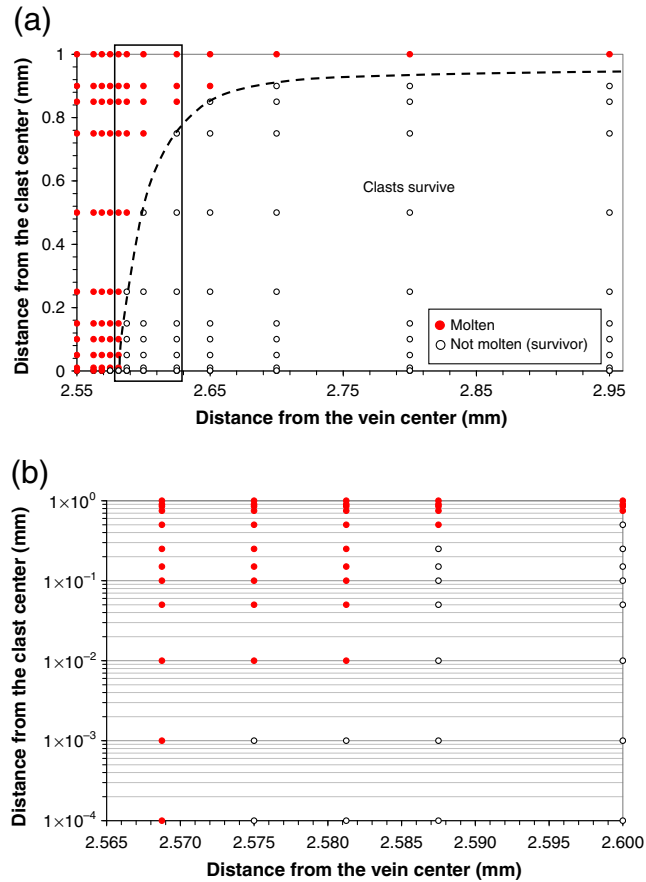 (a)
Distance from the clast center (mm)
1
0.8
0.6
0.4
0.2
0
Clasts survive
Molten
Not molten (survivor)
2.55
2.65
2.75
2.85
2.95
Distance from the vein center (mm)
(b)
Distance from the clast center (mm)
1×10⁰
1×10⁻¹
1×10⁻²
1×10⁻³
1×10⁻⁴
2.565
2.570
2.575
2.580
2.585
2.590
2.595
2.600
Distance from the vein center (mm)